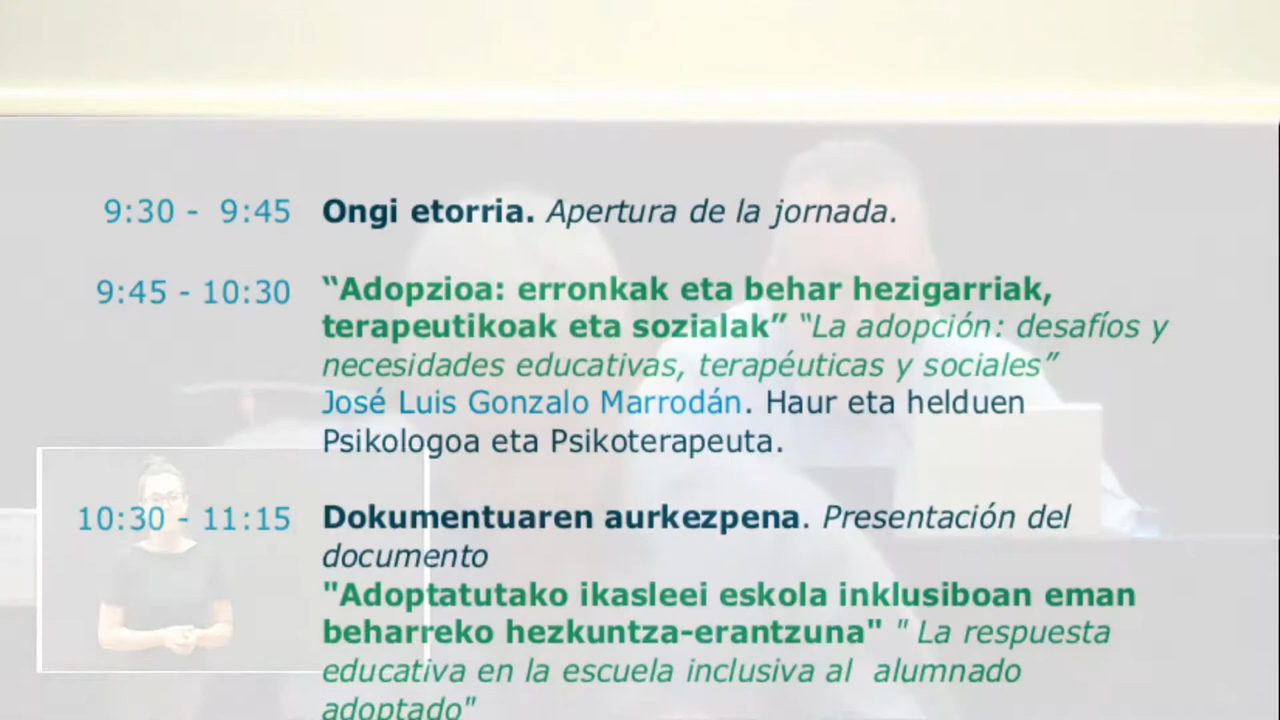 9:30 - 9:45 Ongi etorria. Apertura de la jornada.
9:45 - 10:30 “Adopzioa: erronkak eta behar hezigarriak,
terapeutikoak eta sozialak” “La adopción: desafíos y
necesidades educativas, terapéuticas y sociales”
José Luis Gonzalo Marrodán. Haur eta helduen
Psikologoa eta Psikoterapeuta.
10:30 - 11:15 Dokumentuaren aurkezpena. Presentación del
documento
"Adoptatutako ikasleei eskola inklusiboan eman
beharreko hezkuntza-erantzuna" " La respuesta
educativa en la escuela inclusiva al  alumnado
adoptado"